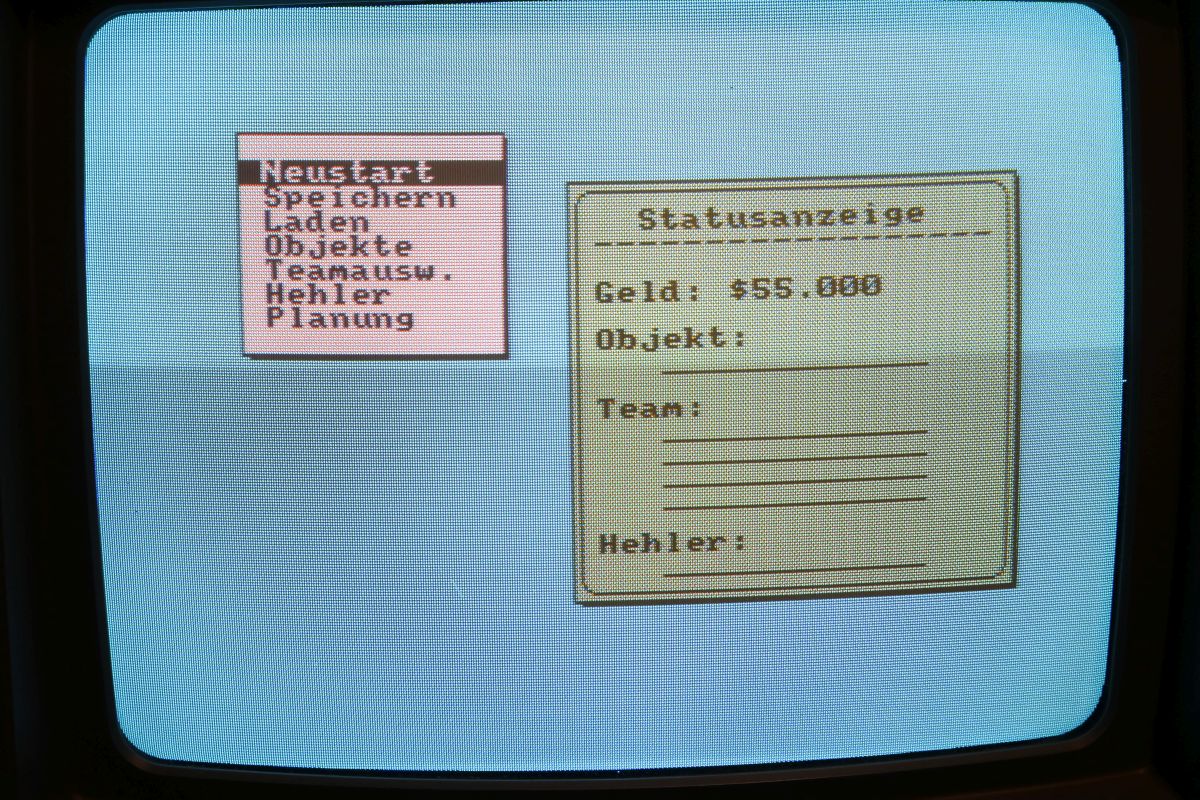 Neustart
Speichern
Laden
Objekte
Teamausw.
Hehler
Planung
Statusanzeige
Geld: $55.000
Objekt:
Team:
Hehler: